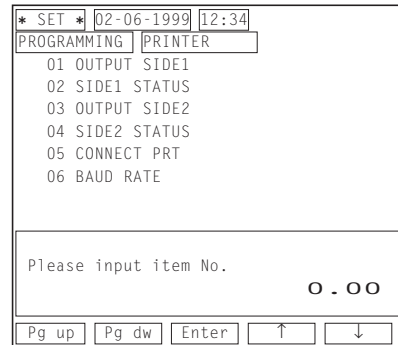 * SET * 02-06-1999 12:34
PROGRAMMING PRINTER
01 OUTPUT SIDE1
02 SIDE1 STATUS
03 OUTPUT SIDE2
04 SIDE2 STATUS
05 CONNECT PRT
06 BAUD RATE
Please input item No.
0.00
Pg up Pg dw Enter ↑ ↓